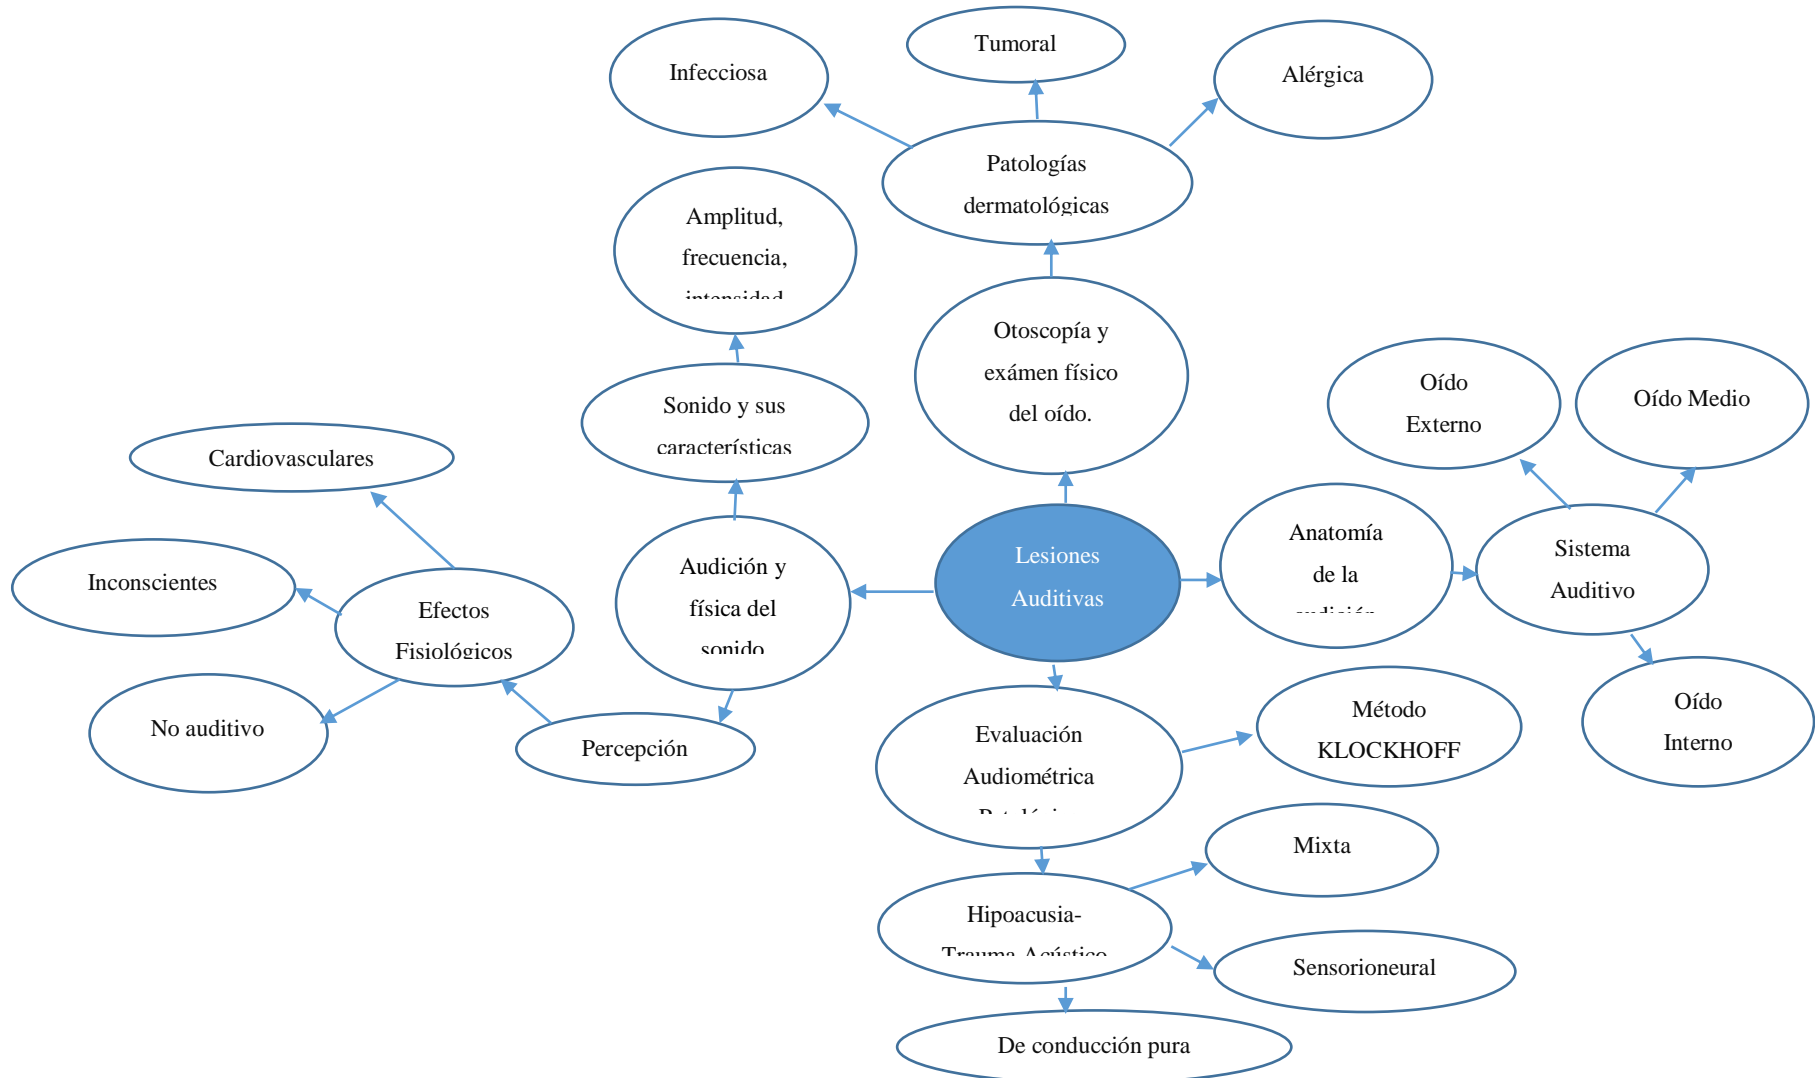 Tumoral
Infecciosa
Alérgica
Patologías
dermatológicas
Amplitud,
frecuencia,
intensidad
Otoscopía y
exámen físico
del oído.
Sonido y sus
características
Oído
Externo
Oído Medio
Cardiovasculares
Inconscientes
Efectos
Fisiológicos
No auditivo
Percepción
Audición y
física del
sonido
Lesiones
Auditivas
Anatomía
de la
audición
Sistema
Auditivo
Oído
Interno
Evaluación
Audiométrica
Método
KLOCKHOFF
Mixta
Hipoacusia-
Trauma Acústico
Sensorioneural
De conducción pura